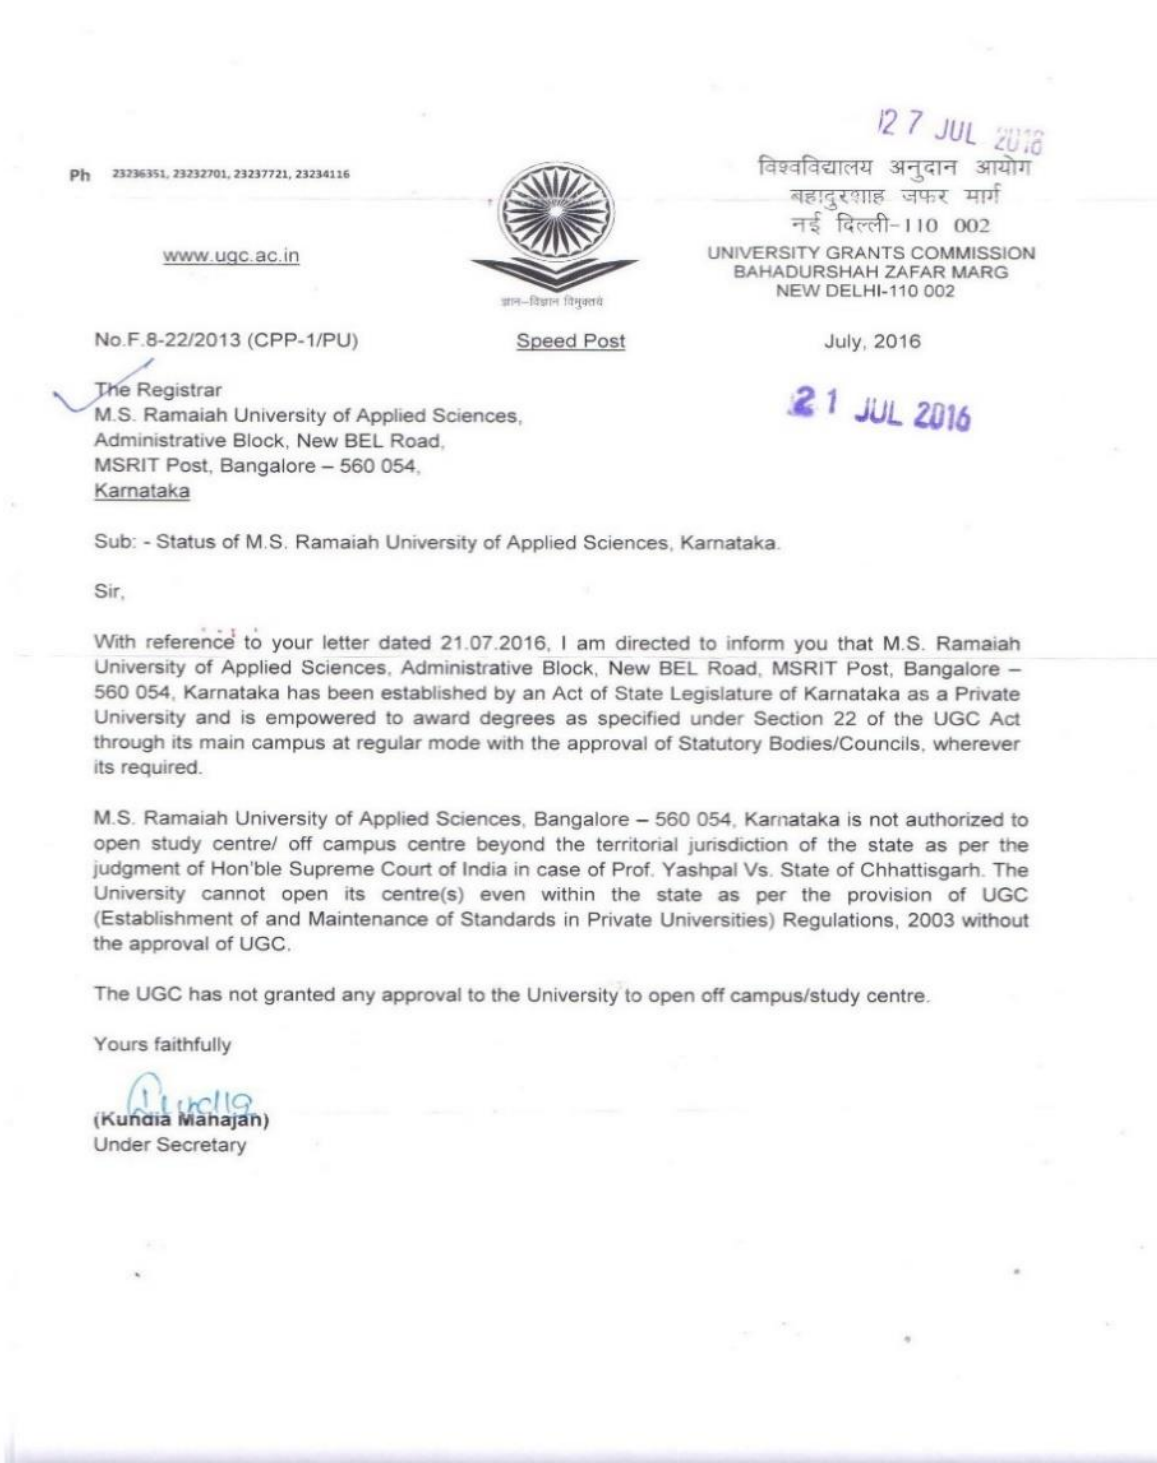 27 JUL 2016
Ph 23236351, 23232701, 23237721, 23234116
www.ugc.ac.in
ज्ञान-विज्ञान विमुक्तये
विश्वविद्यालय अनुदान आयोग
बहादुरशाह जफर मार्ग
नई दिल्ली-110 002
UNIVERSITY GRANTS COMMISSION
BAHADURSHAH ZAFAR MARG
NEW DELHI-110 002
No.F.8-22/2013 (CPP-1/PU)
Speed Post
July, 2016
21 JUL 2016
The Registrar
M.S. Ramaiah University of Applied Sciences,
Administrative Block, New BEL Road,
MSRIT Post, Bangalore – 560 054,
Karnataka
Sub: - Status of M.S. Ramaiah University of Applied Sciences, Karnataka.
Sir,
With reference to your letter dated 21.07.2016, I am directed to inform you that M.S. Ramaiah
University of Applied Sciences, Administrative Block, New BEL Road, MSRIT Post, Bangalore –
560 054, Karnataka has been established by an Act of State Legislature of Karnataka as a Private
University and is empowered to award degrees as specified under Section 22 of the UGC Act
through its main campus at regular mode with the approval of Statutory Bodies/Councils, wherever
its required.
M.S. Ramaiah University of Applied Sciences, Bangalore – 560 054, Karnataka is not authorized to
open study centre/ off campus centre beyond the territorial jurisdiction of the state as per the
judgment of Hon'ble Supreme Court of India in case of Prof. Yashpal Vs. State of Chhattisgarh. The
University cannot open its centre(s) even within the state as per the provision of UGC
(Establishment of and Maintenance of Standards in Private Universities) Regulations, 2003 without
the approval of UGC.
The UGC has not granted any approval to the University to open off campus/study centre.
Yours faithfully
(Kundla Mahajan)
Under Secretary